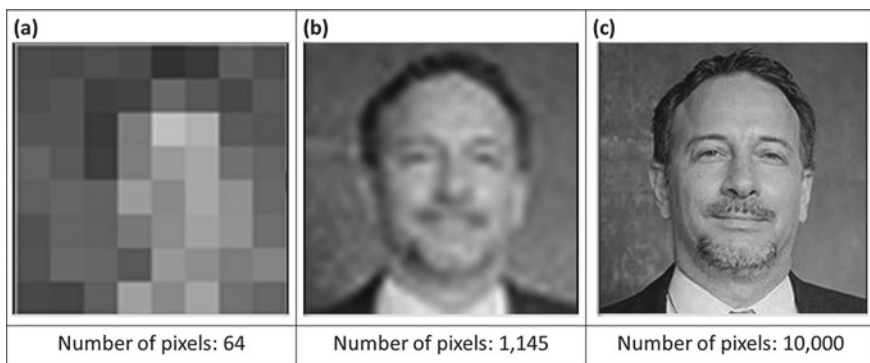 (a)
(b)
(c)
Number of pixels: 64
Number of pixels: 1,145
Number of pixels: 10,000